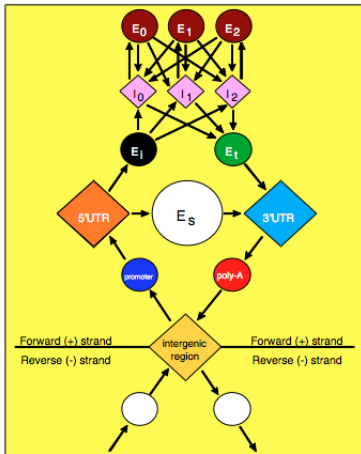 E0 E1 E2
I0 I1 I2
EI Et
5'UTR Es 3'UTR
promoter poly-A
intergenic
region
Forward (+) strand Forward (+) strand
Reverse (-) strand Reverse (-) strand